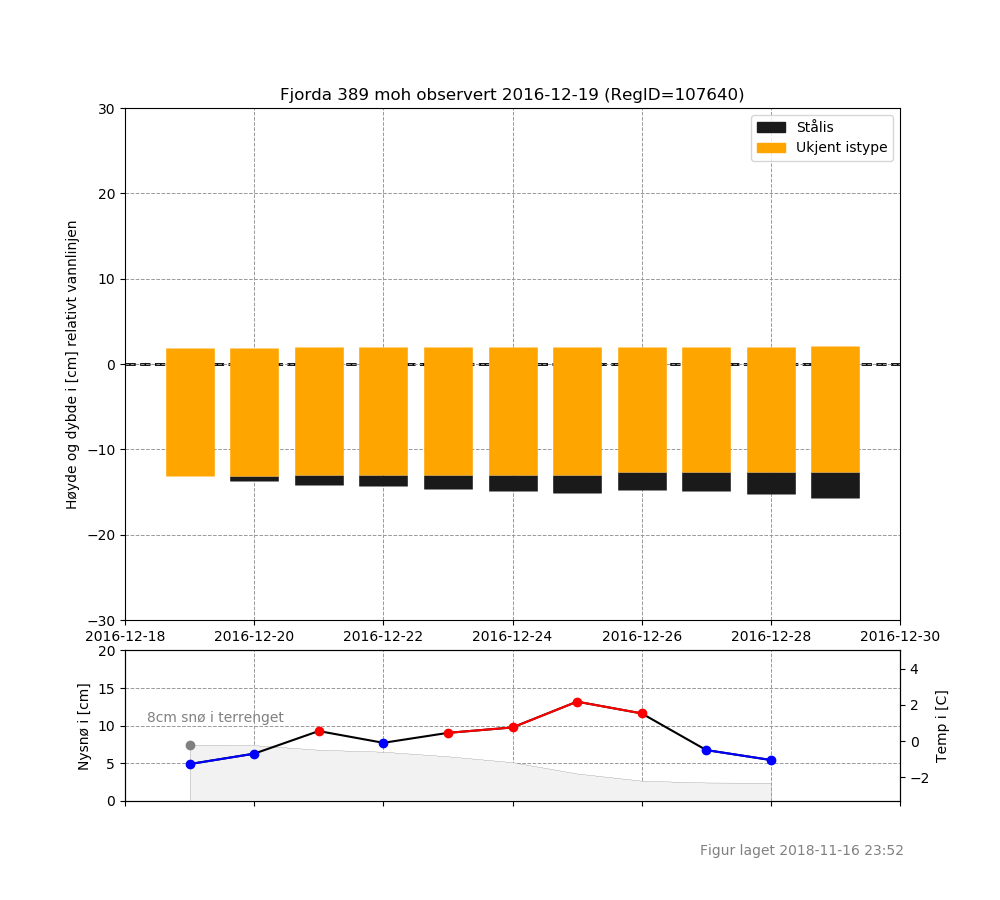 Fjorda 389 moh observert 2016-12-19 (RegID=107640)
Stålis
Ukjent istype
30
20
10
0
−10
−20
−30
Høyde og dybde i [cm] relativt vannlinjen
2016-12-18 2016-12-20 2016-12-22 2016-12-24 2016-12-26 2016-12-28 2016-12-30
20
15
10
5
0
Nysnø i [cm]
8cm snø i terrenget
4
2
0
−2
Temp i [C]
Figur laget 2018-11-16 23:52